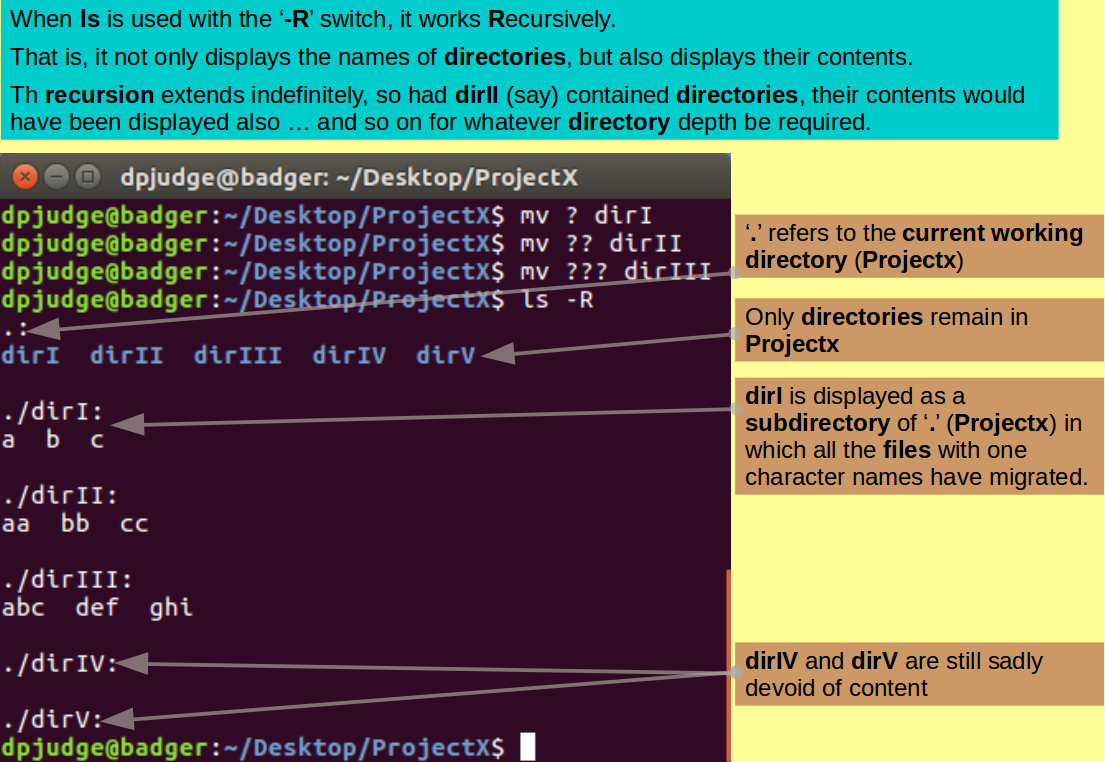 When ls is used with the ‘-R’ switch, it works Recursively.
That is, it not only displays the names of directories, but also displays their contents.
Th recursion extends indefinitely, so had dirII (say) contained directories, their contents would
have been displayed also … and so on for whatever directory depth be required.
dpjudge@badger: ~/Desktop/ProjectX
dpjudge@badger:~/Desktop/ProjectX$ mv ? dirI
dpjudge@badger:~/Desktop/ProjectX$ mv ?? dirII
dpjudge@badger:~/Desktop/ProjectX$ mv ??? dirIII
dpjudge@badger:~/Desktop/ProjectX$ ls -R
.:
dirI dirII dirIII dirIV dirV
./dirI:
a b c
./dirII:
aa bb cc
./dirIII:
abc def ghi
./dirIV:
./dirV:
dpjudge@badger:~/Desktop/ProjectX$
‘.’ refers to the current working
directory (Projectx)
Only directories remain in
Projectx
dirI is displayed as a
subdirectory of ‘.’ (Projectx) in
which all the files with one
character names have migrated.
dirIV and dirV are still sadly
devoid of content